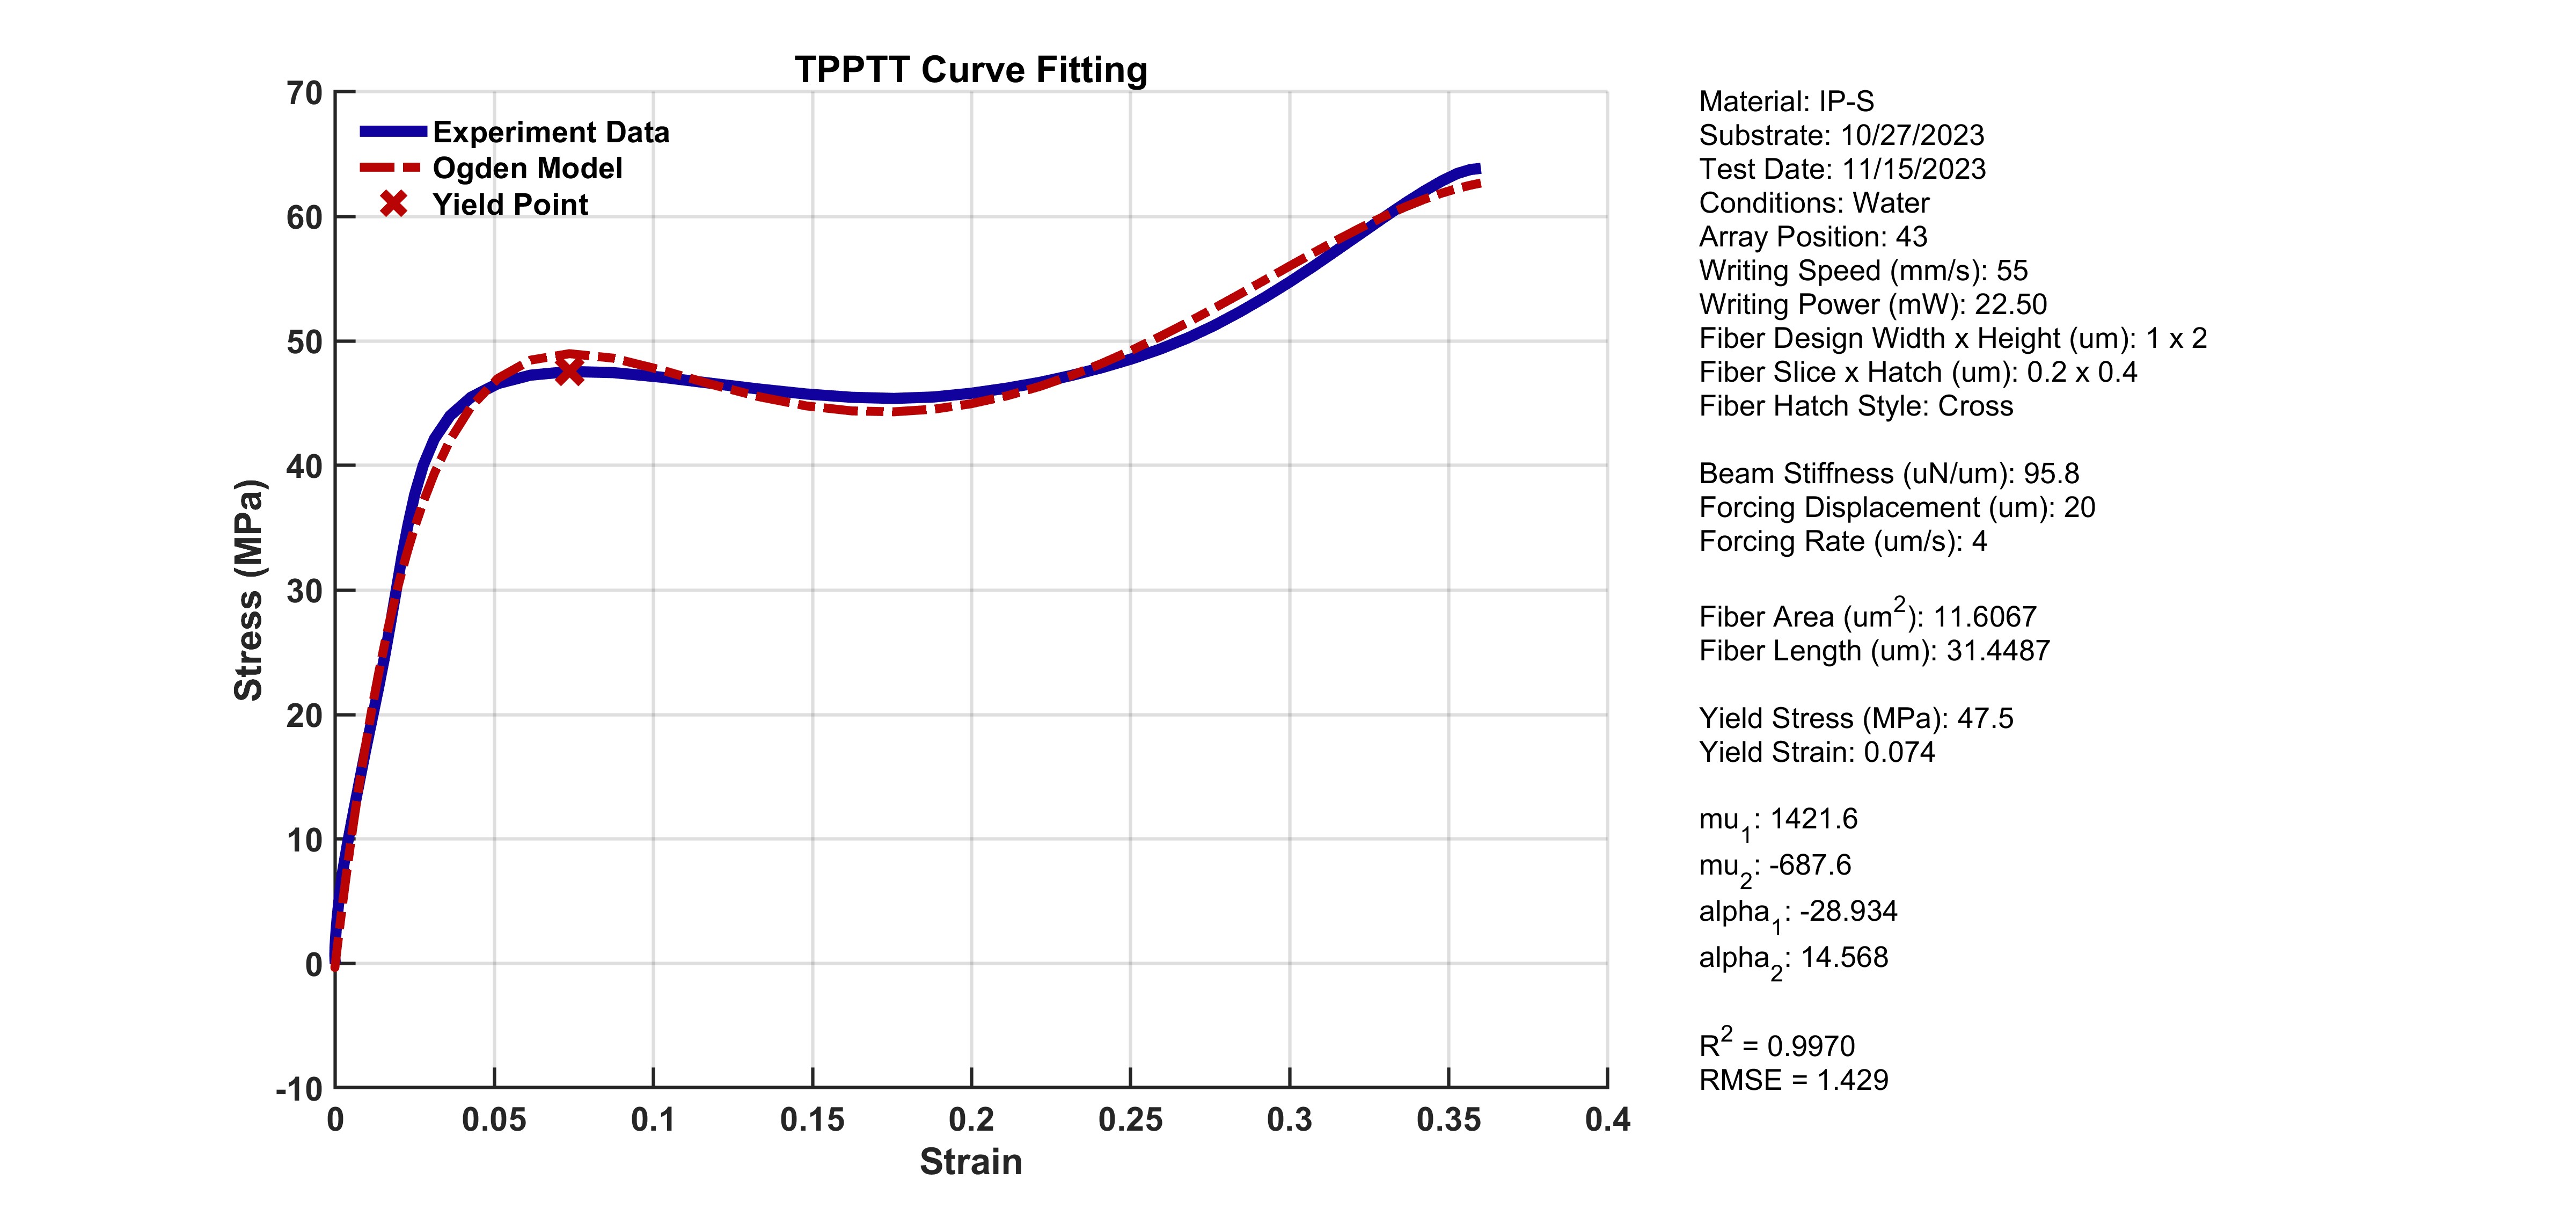 TPPTT Curve Fitting
70
60
50
40
30
20
10
0
-10
Stress (MPa)
Experiment Data
Ogden Model
Yield Point
0 0.05 0.1 0.15 0.2 0.25 0.3 0.35 0.4
Strain
Material: IP-S
Substrate: 10/27/2023
Test Date: 11/15/2023
Conditions: Water
Array Position: 43
Writing Speed (mm/s): 55
Writing Power (mW): 22.50
Fiber Design Width x Height (um): 1 x 2
Fiber Slice x Hatch (um): 0.2 x 0.4
Fiber Hatch Style: Cross
Beam Stiffness (uN/um): 95.8
Forcing Displacement (um): 20
Forcing Rate (um/s): 4
Fiber Area (um²): 11.6067
Fiber Length (um): 31.4487
Yield Stress (MPa): 47.5
Yield Strain: 0.074
mu₁: 1421.6
mu₂: -687.6
alpha₁: -28.934
alpha₂: 14.568
R² = 0.9970
RMSE = 1.429